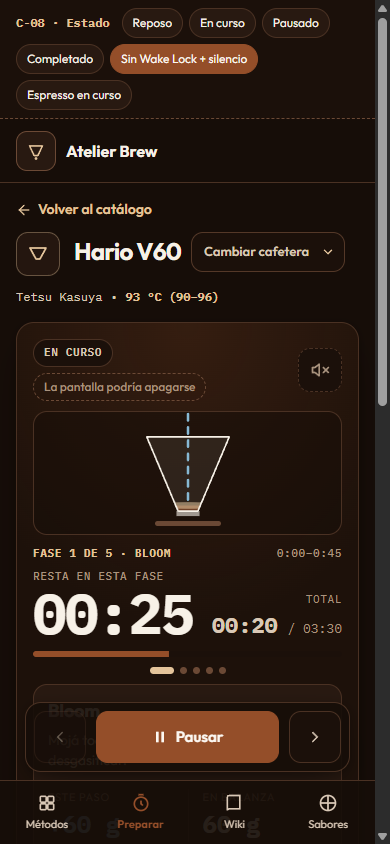 C-08 · Estado Reposo En curso Pausado
Completado Sin Wake Lock + silencio
Espresso en curso
Atelier Brew
← Volver al catálogo
Hario V60 Cambiar cafetera
Tetsu Kasuya • 93 °C (90–96)
EN CURSO
La pantalla podría apagarse
FASE 1 DE 5 · BLOOM 0:00–0:45
RESTA EN ESTA FASE
TOTAL
00:25 00:20 / 03:30
Bloom
Pausar
Métodos Preparar Wiki Sabores
60 g 60 g